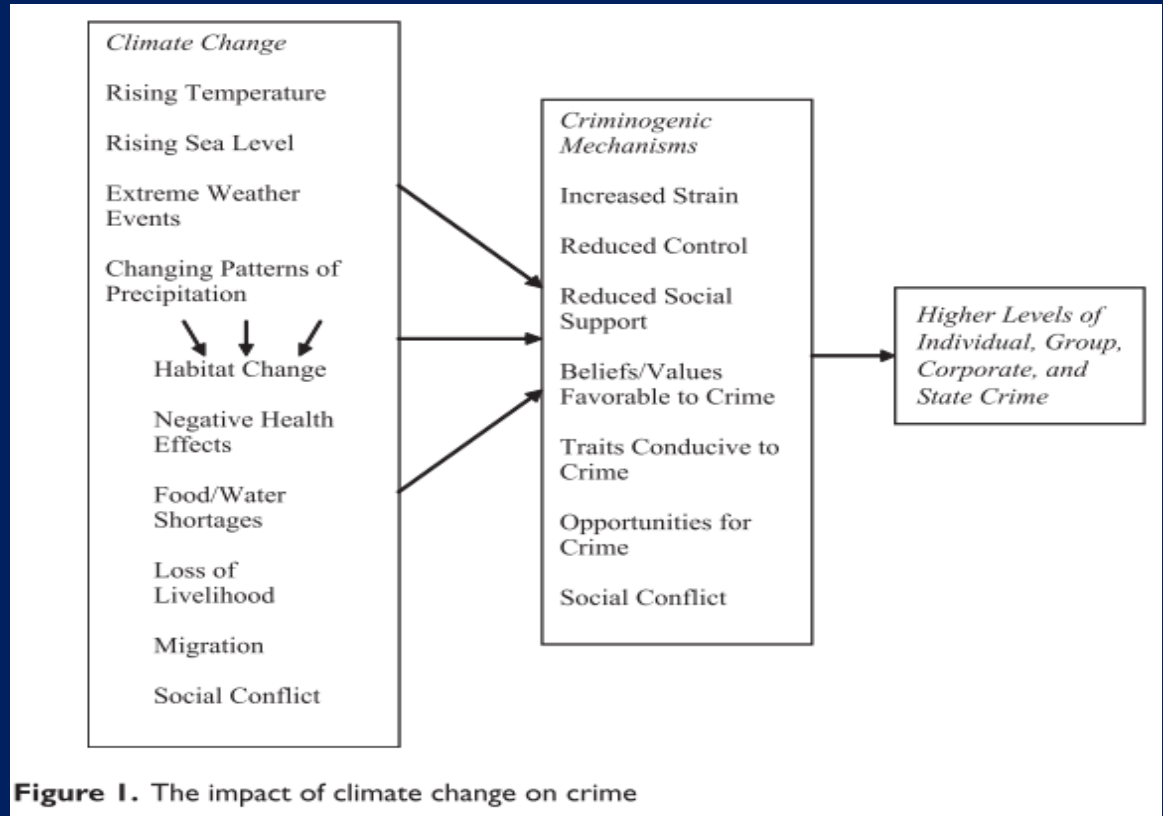 Climate Change
Rising Temperature
Rising Sea Level
Extreme Weather
Events
Changing Patterns of
Precipitation
Habitat Change
Negative Health
Effects
Food/Water
Shortages
Loss of
Livelihood
Migration
Social Conflict
Criminogenic
Mechanisms
Increased Strain
Reduced Control
Reduced Social
Support
Beliefs/Values
Favorable to Crime
Traits Conducive to
Crime
Opportunities for
Crime
Social Conflict
Higher Levels of
Individual, Group,
Corporate, and
State Crime
Figure 1. The impact of climate change on crime